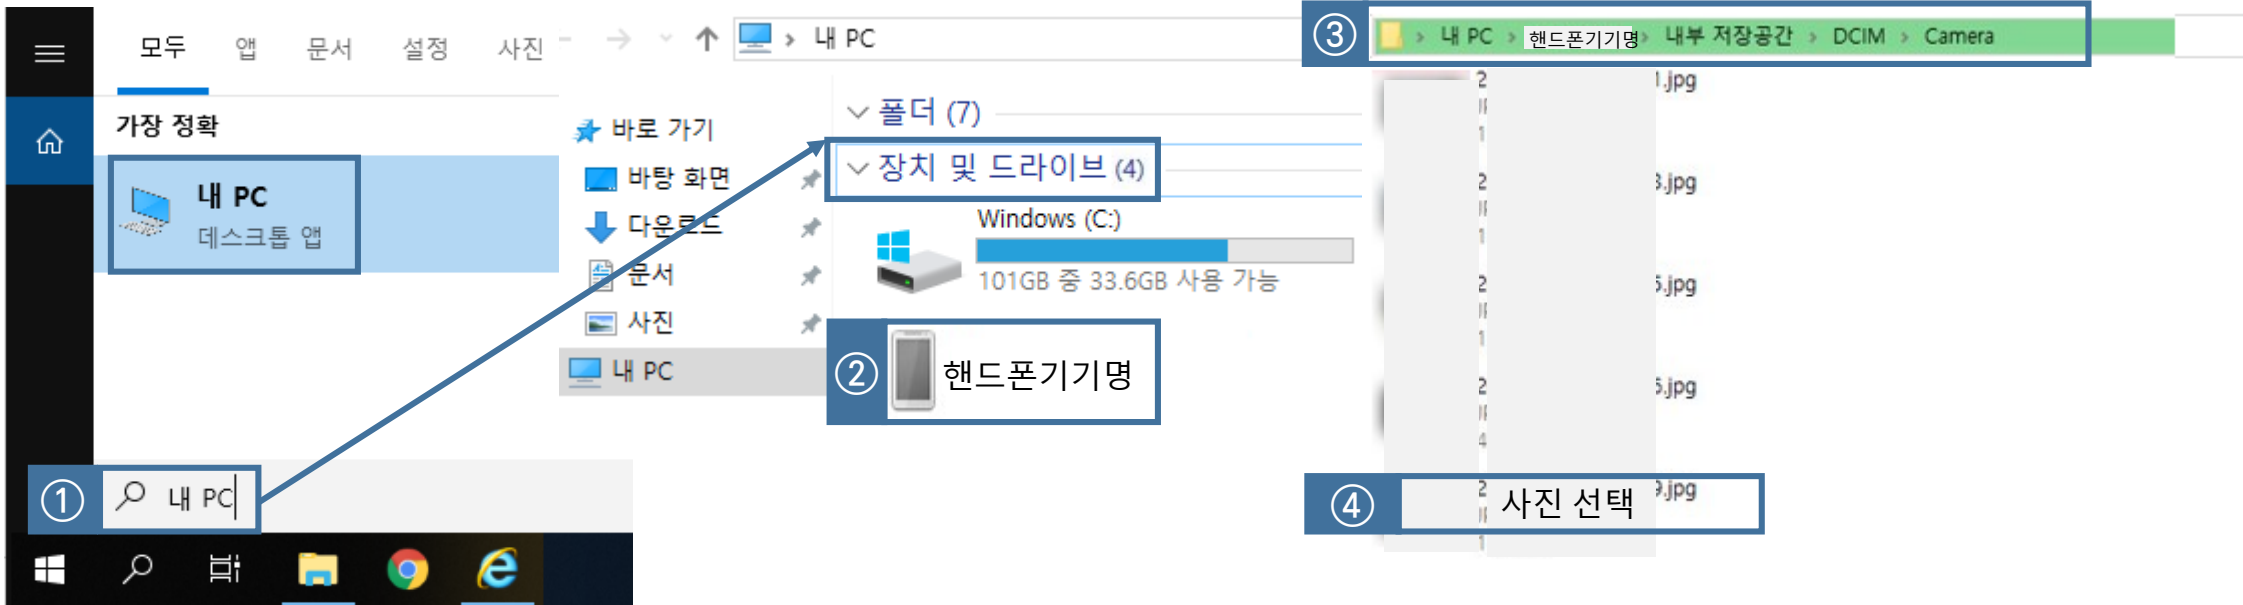 모두 앱 문서 설정 사진
가장 정확
내 PC
데스크톱 앱
① 내 PC
내 PC
바로 가기
바탕 화면
다운로드
문서
사진
내 PC
폴더 (7)
장치 및 드라이브 (4)
Windows (C:)
101GB 중 33.6GB 사용 가능
② 핸드폰기기명
③ 내 PC 핸드폰기기명 내부 저장공간 DCIM Camera
.jpg
.jpg
.jpg
.jpg
④ 사진 선택 .jpg